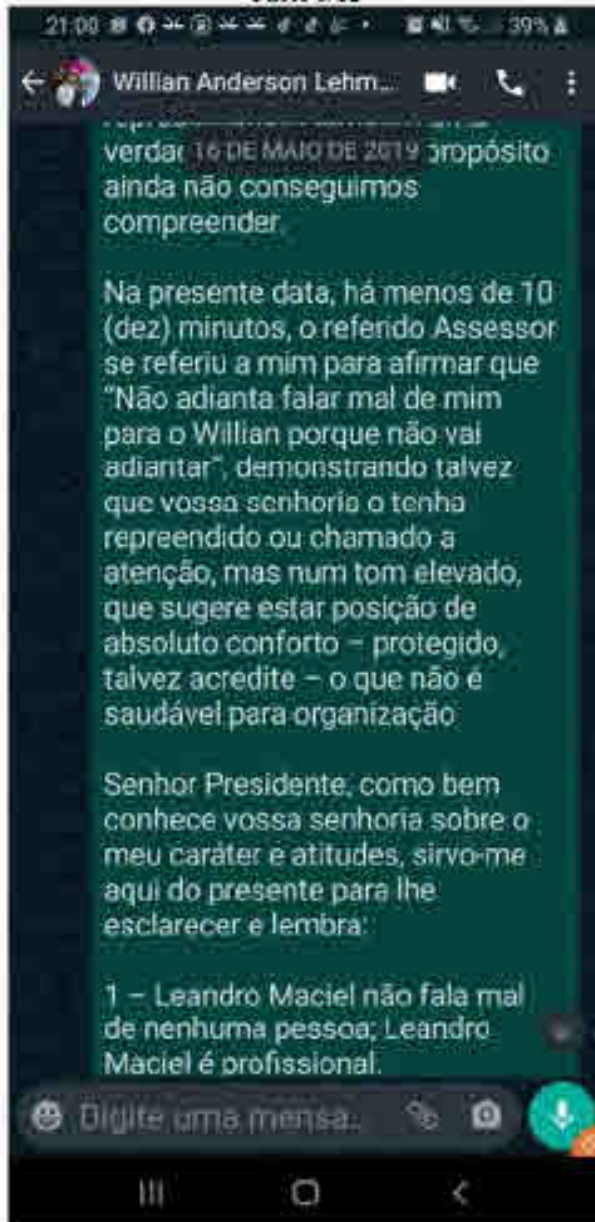 21:00
39%
Willian Anderson Lehm...
16 DE MAIO DE 2019
propósito
ainda não conseguimos
compreender.
Na presente data, há menos de 10
(dez) minutos, o referido Assessor
se referiu a mim para afirmar que
"Não adianta falar mal de mim
para o Willian porque não vai
adiantar", demonstrando talvez
que vossa senhoria o tenha
repreendido ou chamado a
atenção, mas num tom elevado,
que sugere estar posição de
absoluto conforto – protegido,
talvez acredite – o que não é
saudável para organização
Senhor Presidente, como bem
conhece vossa senhoria sobre o
meu caráter e atitudes, sirvo-me
aqui do presente para lhe
esclarecer e lembra:
1 – Leandro Maciel não fala mal
de nenhuma pessoa; Leandro
Maciel é profissional.
Digite uma mensa...